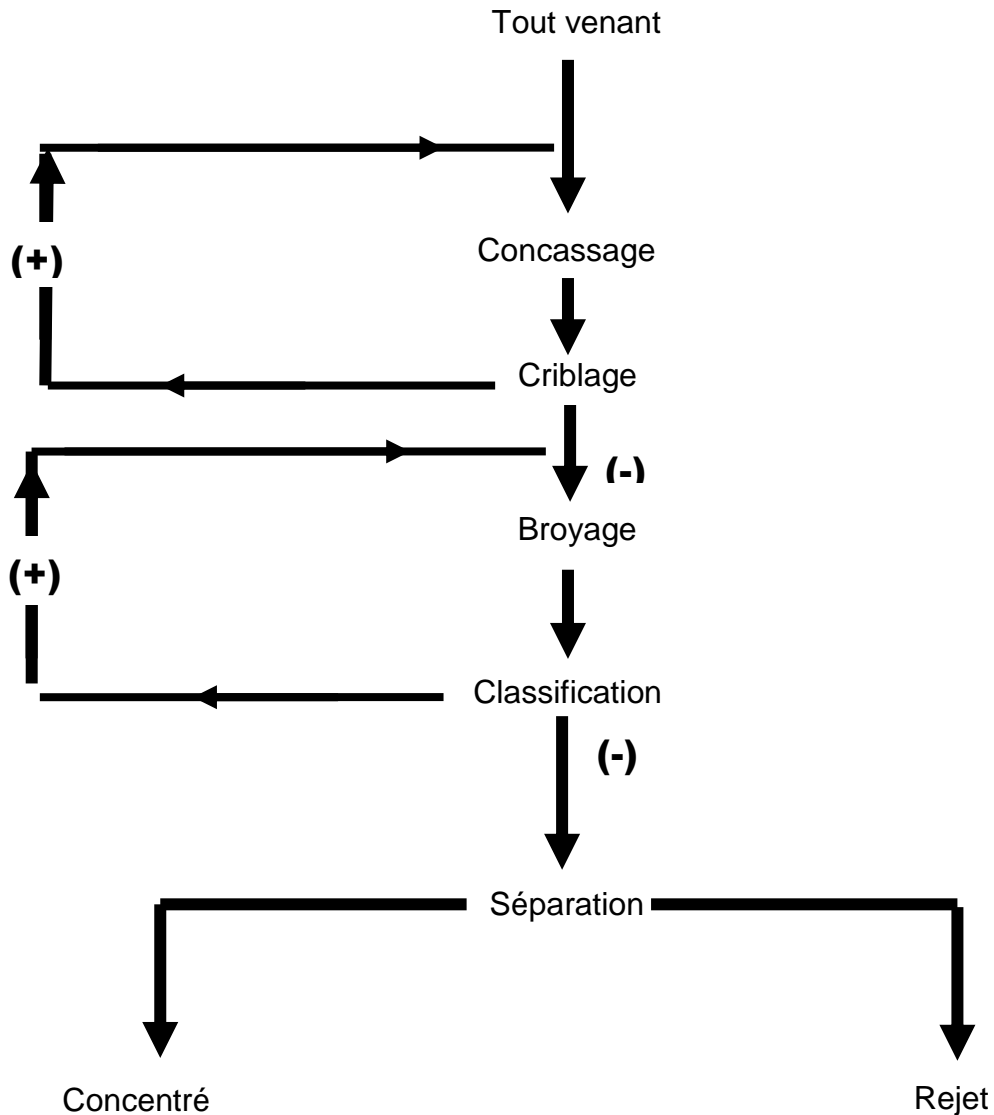 Tout venant
Concassage
(+)
Criblage
(-)
Broyage
(+)
Classification
(-)
Séparation
Concentré
Rejet